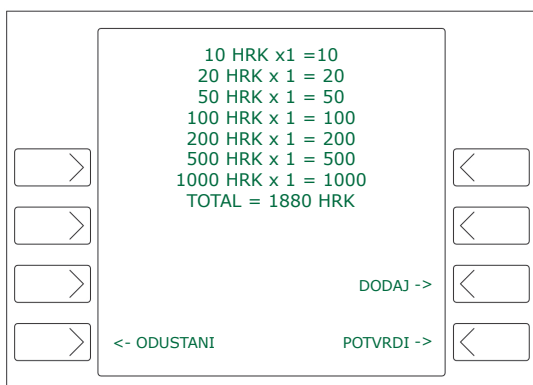 10 HRK x1 =10
20 HRK x 1 = 20
50 HRK x 1 = 50
100 HRK x 1 = 100
200 HRK x 1 = 200
500 HRK x 1 = 500
1000 HRK x 1 = 1000
TOTAL = 1880 HRK
DODAJ ->
<- ODUSTANI POTVRDI ->